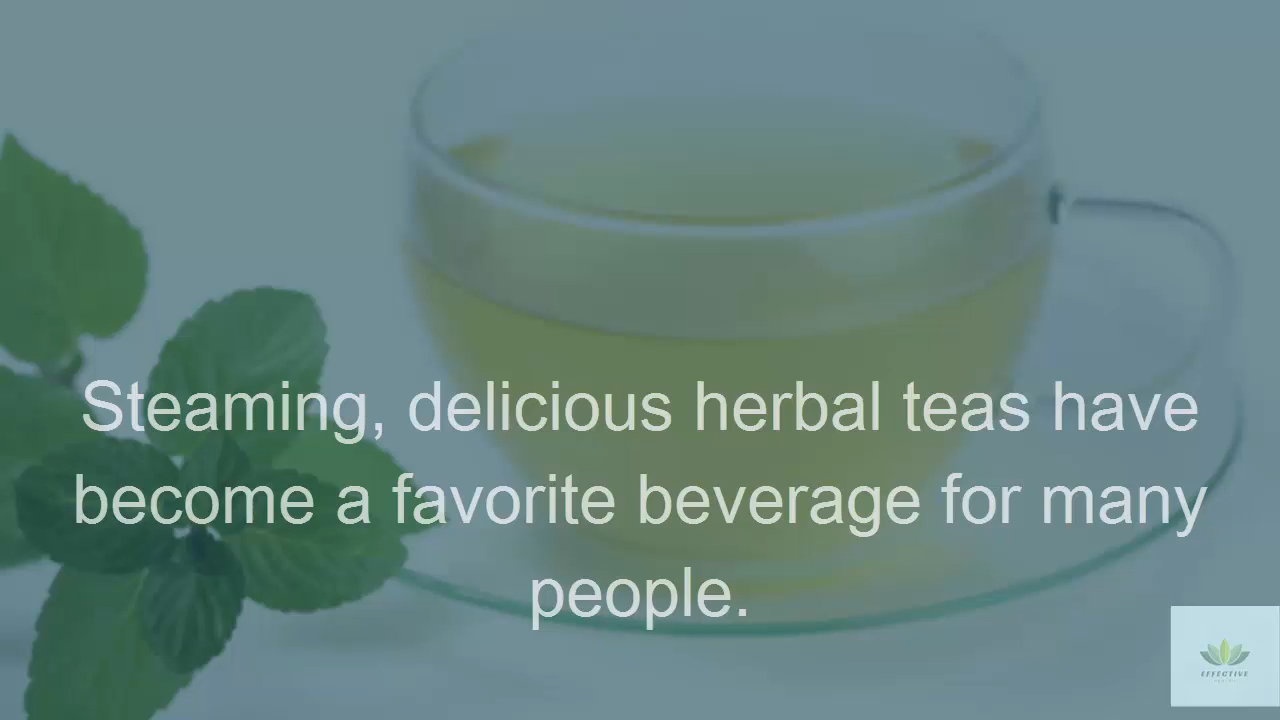 Steaming, delicious herbal teas have
become a favorite beverage for many
people.
EFFECTIVE